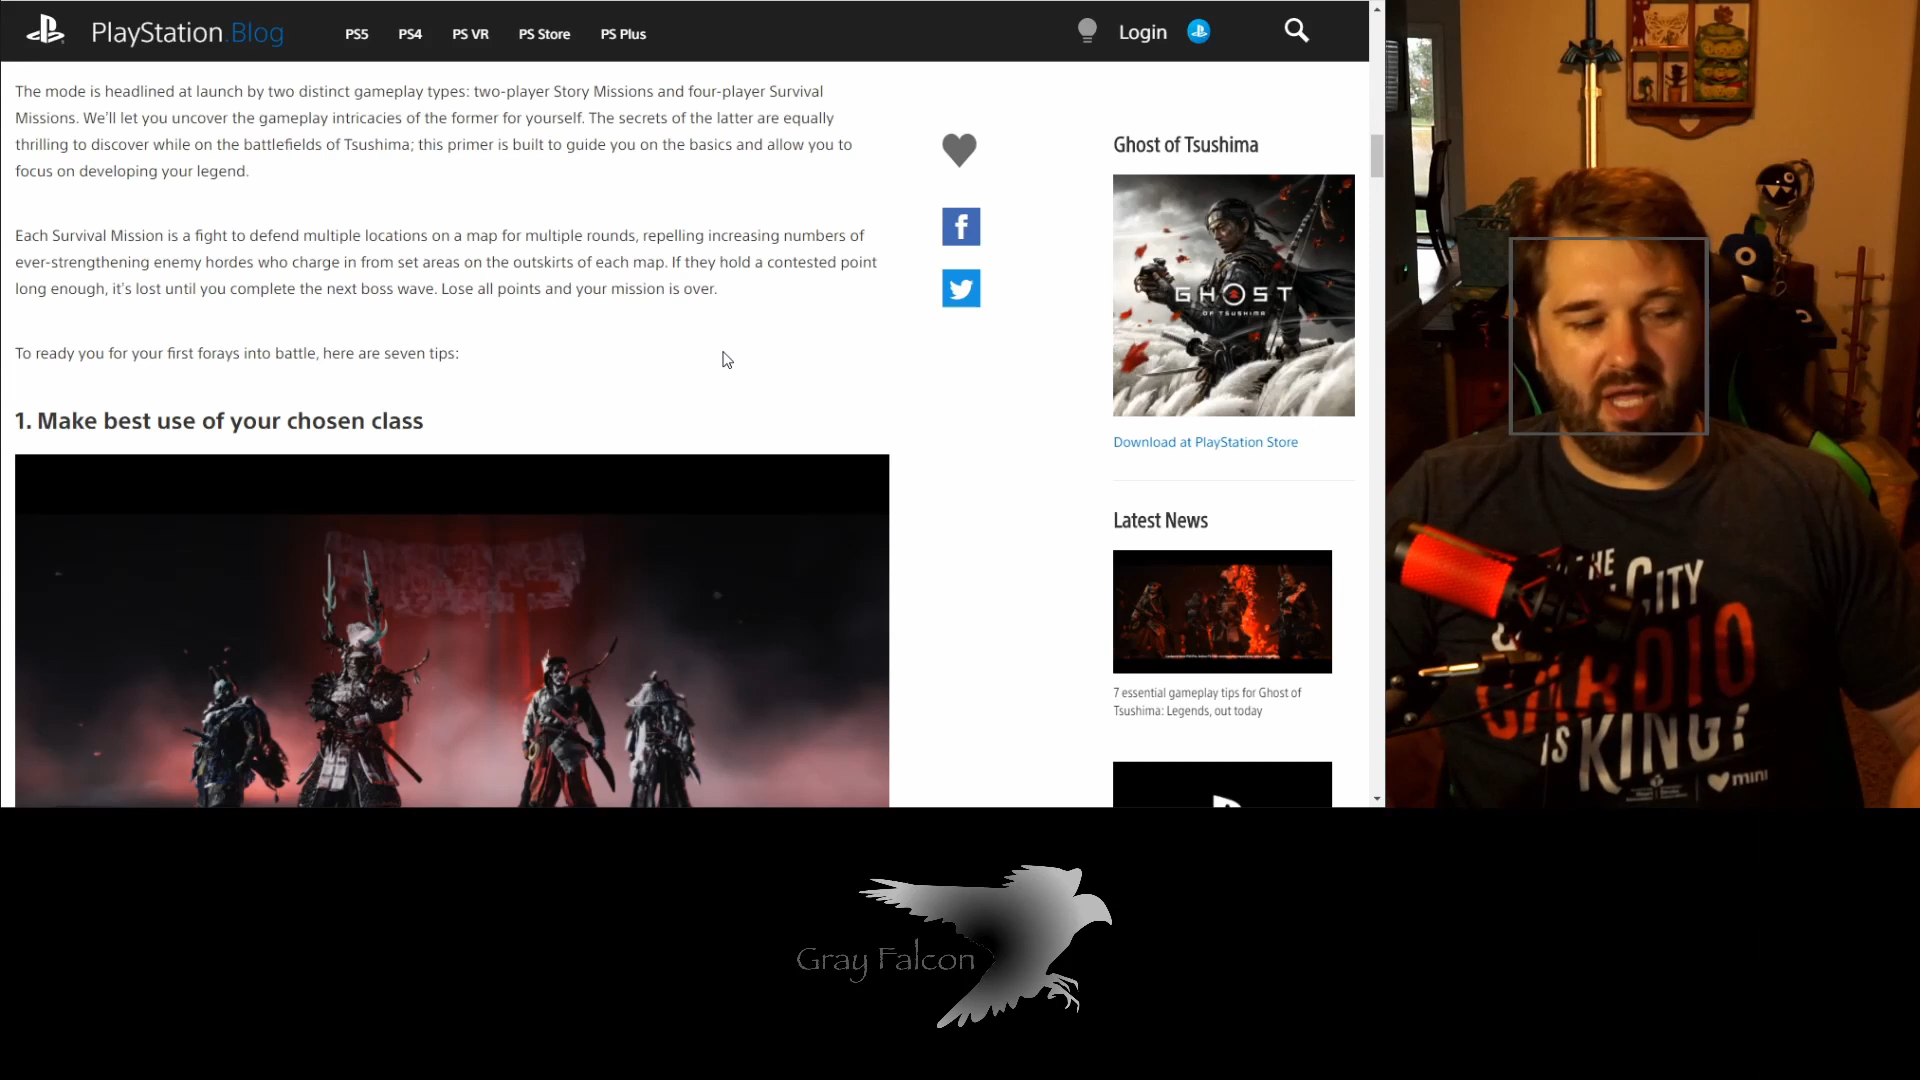 PlayStation.Blog
PS5
PS4
PS VR
PS Store
PS Plus
Login
The mode is headlined at launch by two distinct gameplay types: two-player Story Missions and four-player Survival
Missions. We'll let you uncover the gameplay intricacies of the former for yourself. The secrets of the latter are equally
thrilling to discover while on the battlefields of Tsushima; this primer is built to guide you on the basics and allow you to
focus on developing your legend.
Each Survival Mission is a fight to defend multiple locations on a map for multiple rounds, repelling increasing numbers of
ever-strengthening enemy hordes who charge in from set areas on the outskirts of each map. If they hold a contested point
long enough, it's lost until you complete the next boss wave. Lose all points and your mission is over.
To ready you for your first forays into battle, here are seven tips:
1. Make best use of your chosen class
Ghost of Tsushima
GHOST
OF TSUSHIMA
Download at PlayStation Store
Latest News
7 essential gameplay tips for Ghost of
Tsushima: Legends, out today
CITY
CARDIO
IS KING!
mini
Gray Falcon